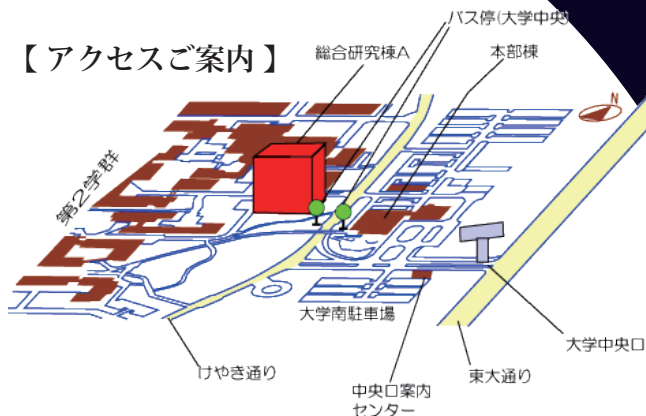 【 アクセスご案内 】
バス停(大学中央)
総合研究棟A
本部棟
N
第2学群
大学南駐車場
大学中央口
けやき通り
東大通り
中央口案内
センター